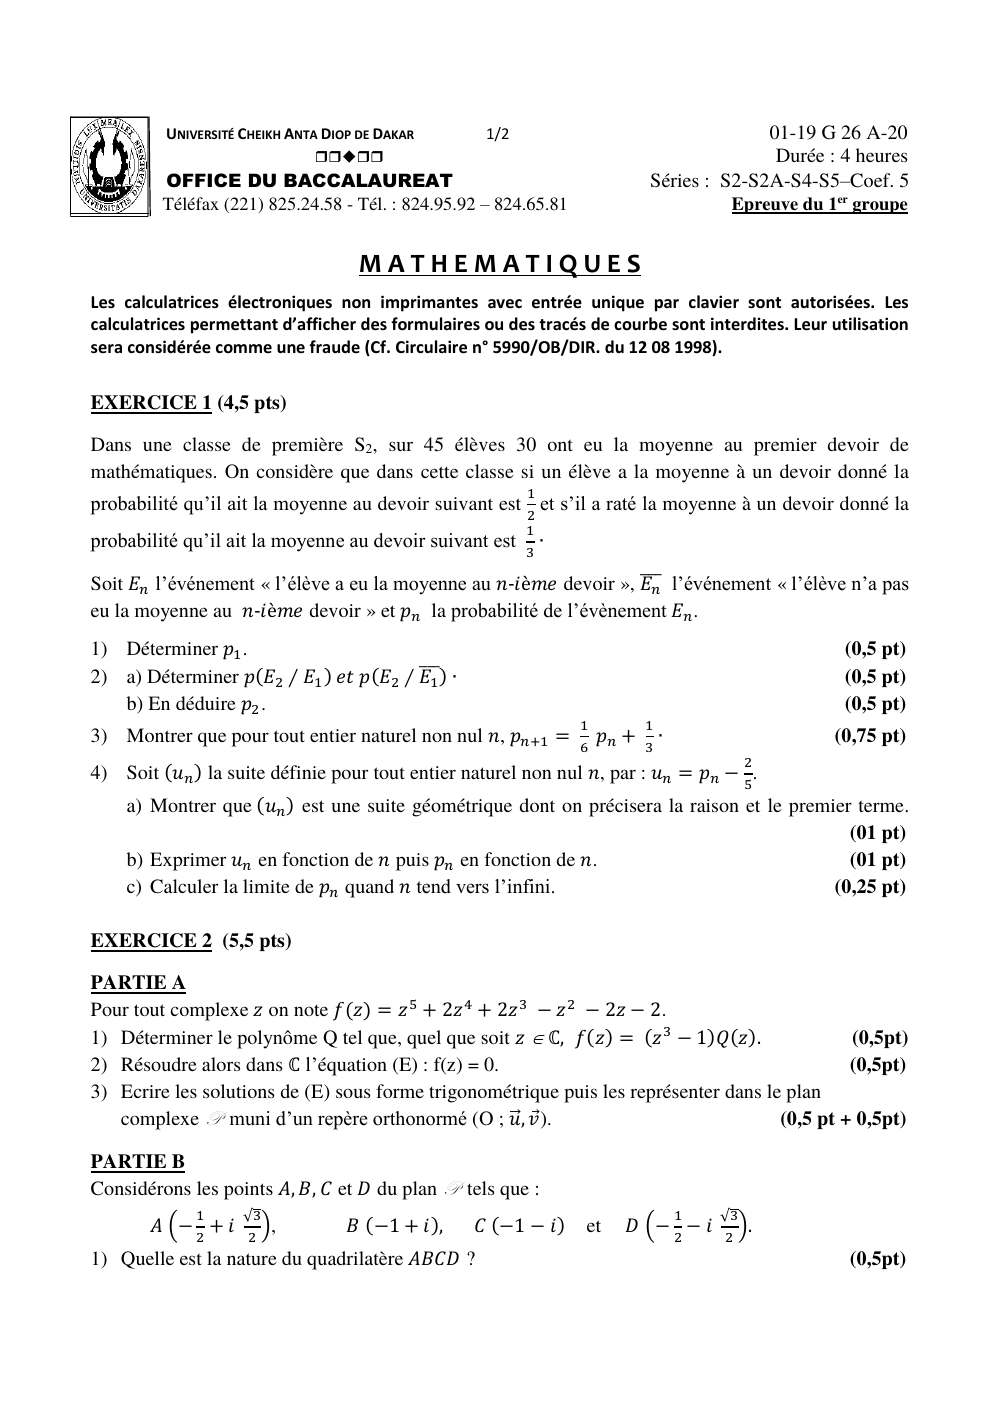 UNIVERSITÉ CHEIKH ANTA DIOP DE DAKAR 1/2 01-19 G 26 A-20
❒❒◆❒❒ Durée : 4 heures
OFFICE DU BACCALAUREAT Séries : S2-S2A-S4-S5–Coef. 5
Téléfax (221) 825.24.58 - Tél. : 824.95.92 – 824.65.81 Epreuve du 1er groupe
MATHEMATIQUES
Les calculatrices électroniques non imprimantes avec entrée unique par clavier sont autorisées. Les
calculatrices permettant d’afficher des formulaires ou des tracés de courbe sont interdites. Leur utilisation
sera considérée comme une fraude (Cf. Circulaire n° 5990/OB/DIR. du 12 08 1998).
EXERCICE 1 (4,5 pts)
Dans une classe de première S₂, sur 45 élèves 30 ont eu la moyenne au premier devoir de
mathématiques. On considère que dans cette classe si un élève a la moyenne à un devoir donné la
probabilité qu’il ait la moyenne au devoir suivant est 1/2 et s’il a raté la moyenne à un devoir donné la
probabilité qu’il ait la moyenne au devoir suivant est 1/3 ·
Soit Eₙ l’événement « l’élève a eu la moyenne au n-ième devoir », E̅ₙ l’événement « l’élève n’a pas
eu la moyenne au n-ième devoir » et pₙ la probabilité de l’évènement Eₙ.
1) Déterminer p₁. (0,5 pt)
2) a) Déterminer p(E₂ / E₁) et p(E₂ / E̅₁) · (0,5 pt)
b) En déduire p₂. (0,5 pt)
3) Montrer que pour tout entier naturel non nul n, pₙ₊₁ = 1/6 pₙ + 1/3 · (0,75 pt)
4) Soit (uₙ) la suite définie pour tout entier naturel non nul n, par : uₙ = pₙ − 2/5.
a) Montrer que (uₙ) est une suite géométrique dont on précisera la raison et le premier terme.
(01 pt)
b) Exprimer uₙ en fonction de n puis pₙ en fonction de n. (01 pt)
c) Calculer la limite de pₙ quand n tend vers l’infini. (0,25 pt)
EXERCICE 2 (5,5 pts)
PARTIE A
Pour tout complexe z on note f(z) = z⁵ + 2z⁴ + 2z³ − z² − 2z − 2.
1) Déterminer le polynôme Q tel que, quel que soit z ∈ ℂ, f(z) = (z³ − 1)Q(z). (0,5pt)
2) Résoudre alors dans ℂ l’équation (E) : f(z) = 0. (0,5pt)
3) Ecrire les solutions de (E) sous forme trigonométrique puis les représenter dans le plan
complexe 𝒫 muni d’un repère orthonormé (O ; u⃗, v⃗). (0,5 pt + 0,5pt)
PARTIE B
Considérons les points A, B, C et D du plan 𝒫 tels que :
A (−1/2 + i √3/2), B (−1 + i), C (−1 − i) et D (−1/2 − i √3/2).
1) Quelle est la nature du quadrilatère ABCD ? (0,5pt)